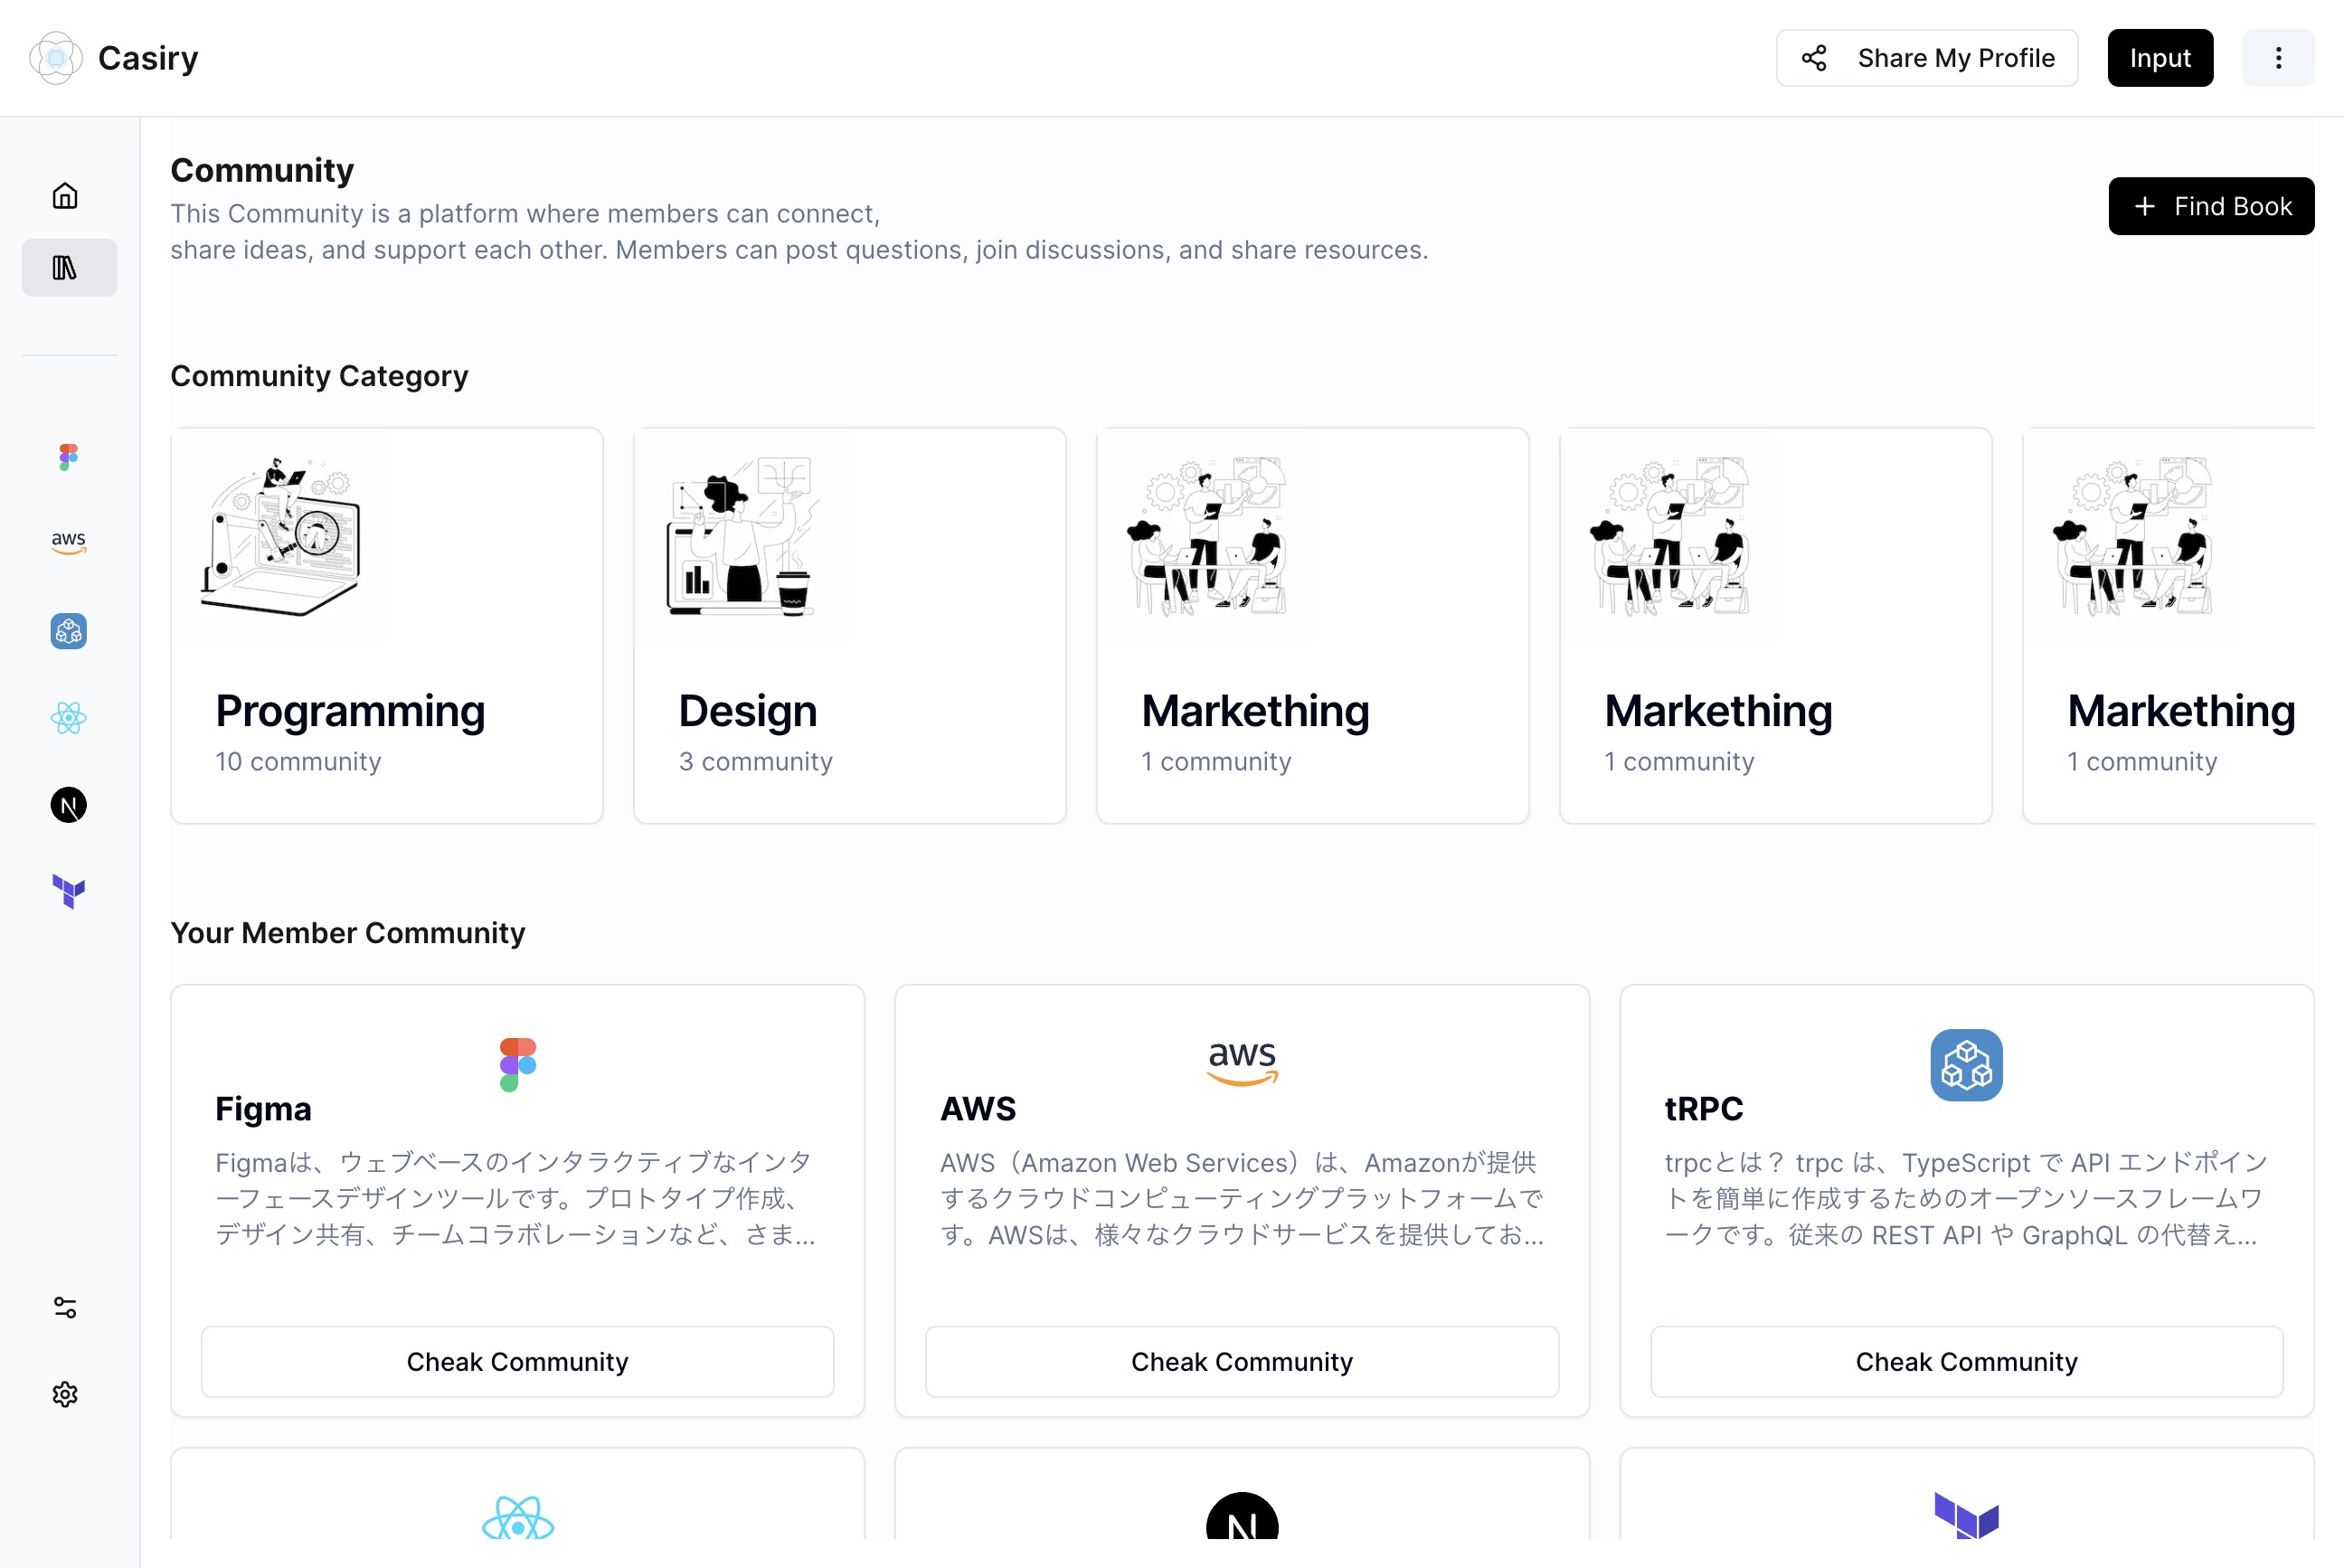 Casiry
Share My Profile
Input
Community
This Community is a platform where members can connect,
share ideas, and support each other. Members can post questions, join discussions, and share resources.
Find Book
aws
N
Community Category
Programming
10 community
Design
3 community
Markething
1 community
Markething
1 community
Markething
1 community
Your Member Community
Figma
Figmaは、ウェブベースのインタラクティブなインタ
ーフェースデザインツールです。プロトタイプ作成、
デザイン共有、チームコラボレーションなど、さま...
Cheak Community
aws
AWS
AWS（Amazon Web Services）は、Amazonが提供
するクラウドコンピューティングプラットフォームで
す。AWSは、様々なクラウドサービスを提供してお...
Cheak Community
tRPC
trpcとは？ trpc は、TypeScript で API エンドポイン
トを簡単に作成するためのオープンソースフレームワ
ークです。従来の REST API や GraphQL の代替え...
Cheak Community
N